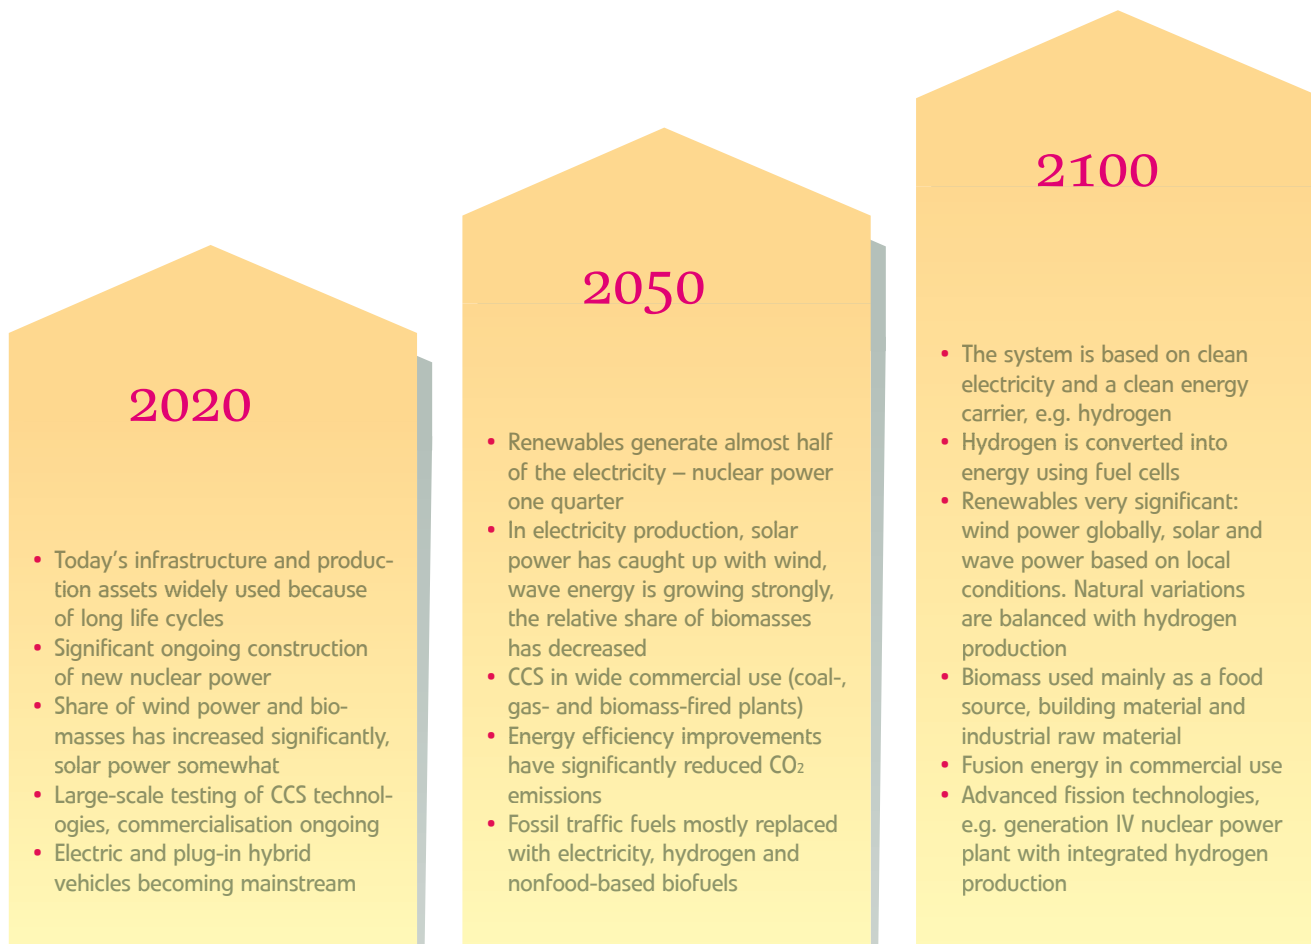 2020
• Today's infrastructure and produc-
tion assets widely used because
of long life cycles
• Significant ongoing construction
of new nuclear power
• Share of wind power and bio-
masses has increased significantly,
solar power somewhat
• Large-scale testing of CCS technol-
ogies, commercialisation ongoing
• Electric and plug-in hybrid
vehicles becoming mainstream
2050
• Renewables generate almost half
of the electricity – nuclear power
one quarter
• In electricity production, solar
power has caught up with wind,
wave energy is growing strongly,
the relative share of biomasses
has decreased
• CCS in wide commercial use (coal-,
gas- and biomass-fired plants)
• Energy efficiency improvements
have significantly reduced CO₂
emissions
• Fossil traffic fuels mostly replaced
with electricity, hydrogen and
nonfood-based biofuels
2100
• The system is based on clean
electricity and a clean energy
carrier, e.g. hydrogen
• Hydrogen is converted into
energy using fuel cells
• Renewables very significant:
wind power globally, solar and
wave power based on local
conditions. Natural variations
are balanced with hydrogen
production
• Biomass used mainly as a food
source, building material and
industrial raw material
• Fusion energy in commercial use
• Advanced fission technologies,
e.g. generation IV nuclear power
plant with integrated hydrogen
production